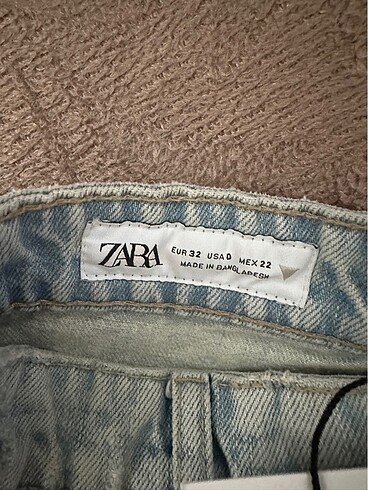 ZARA
EUR 32 USA 0 MEX 22
MADE IN BANGLADESH